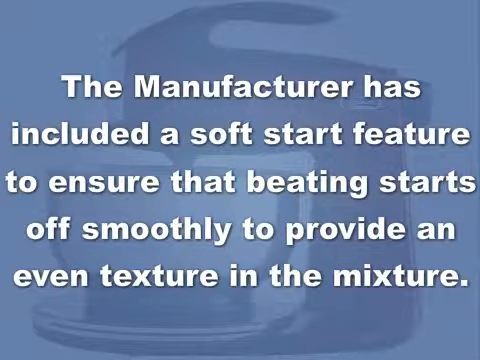 The Manufacturer has
included a soft start feature
to ensure that beating starts
off smoothly to provide an
even texture in the mixture.